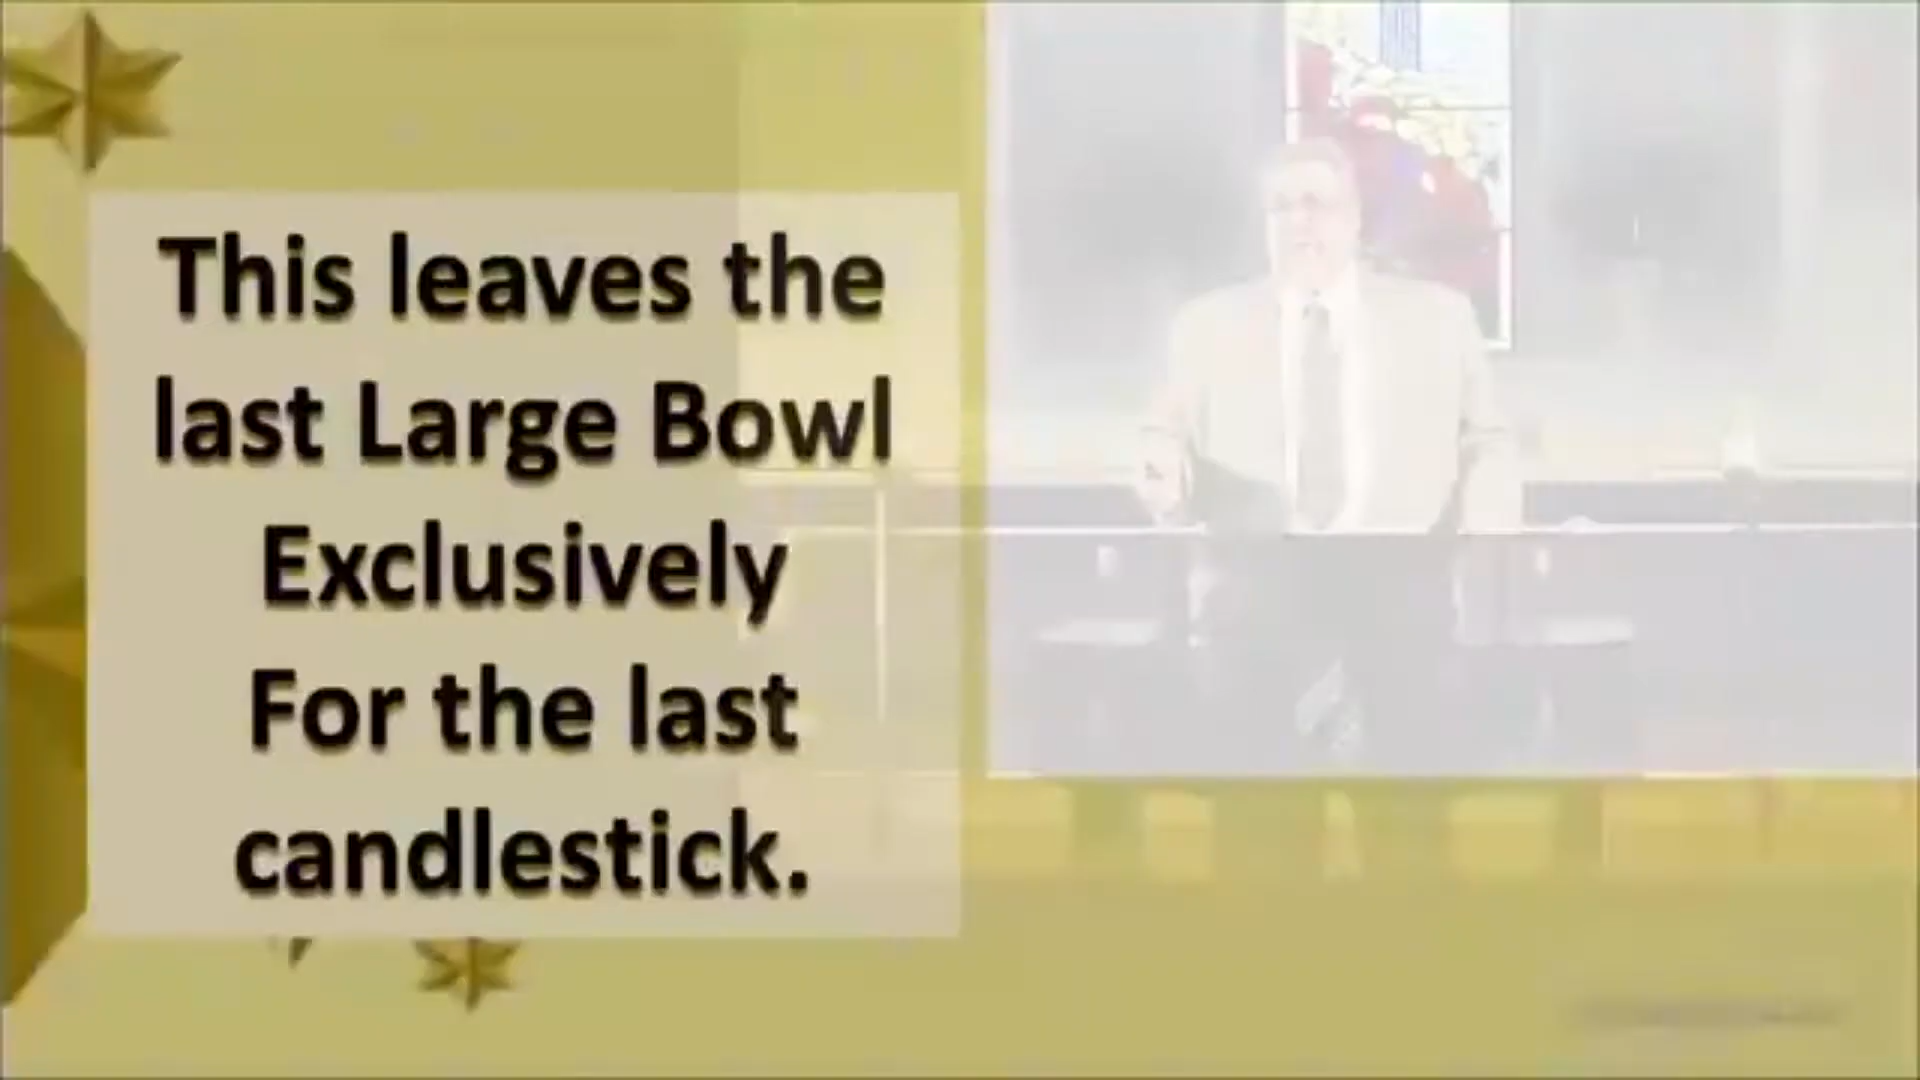 This leaves the
last Large Bowl
Exclusively
For the last
candlestick.